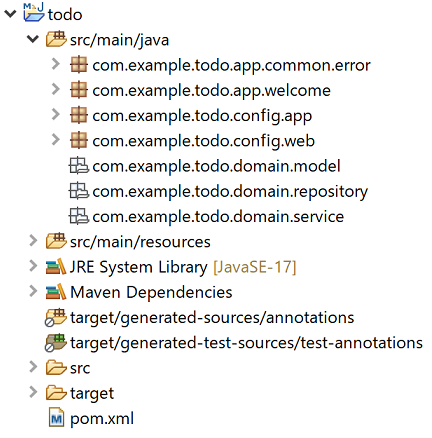 todo
src/main/java
com.example.todo.app.common.error
com.example.todo.app.welcome
com.example.todo.config.app
com.example.todo.config.web
com.example.todo.domain.model
com.example.todo.domain.repository
com.example.todo.domain.service
src/main/resources
JRE System Library [JavaSE-17]
Maven Dependencies
target/generated-sources/annotations
target/generated-test-sources/test-annotations
src
target
pom.xml